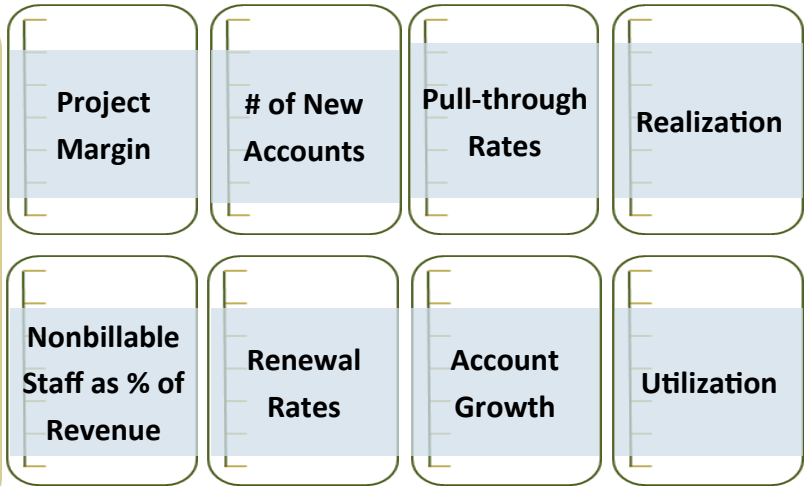 Project
Margin
# of New
Accounts
Pull-through
Rates
Realization
Nonbillable
Staff as % of
Revenue
Renewal
Rates
Account
Growth
Utilization